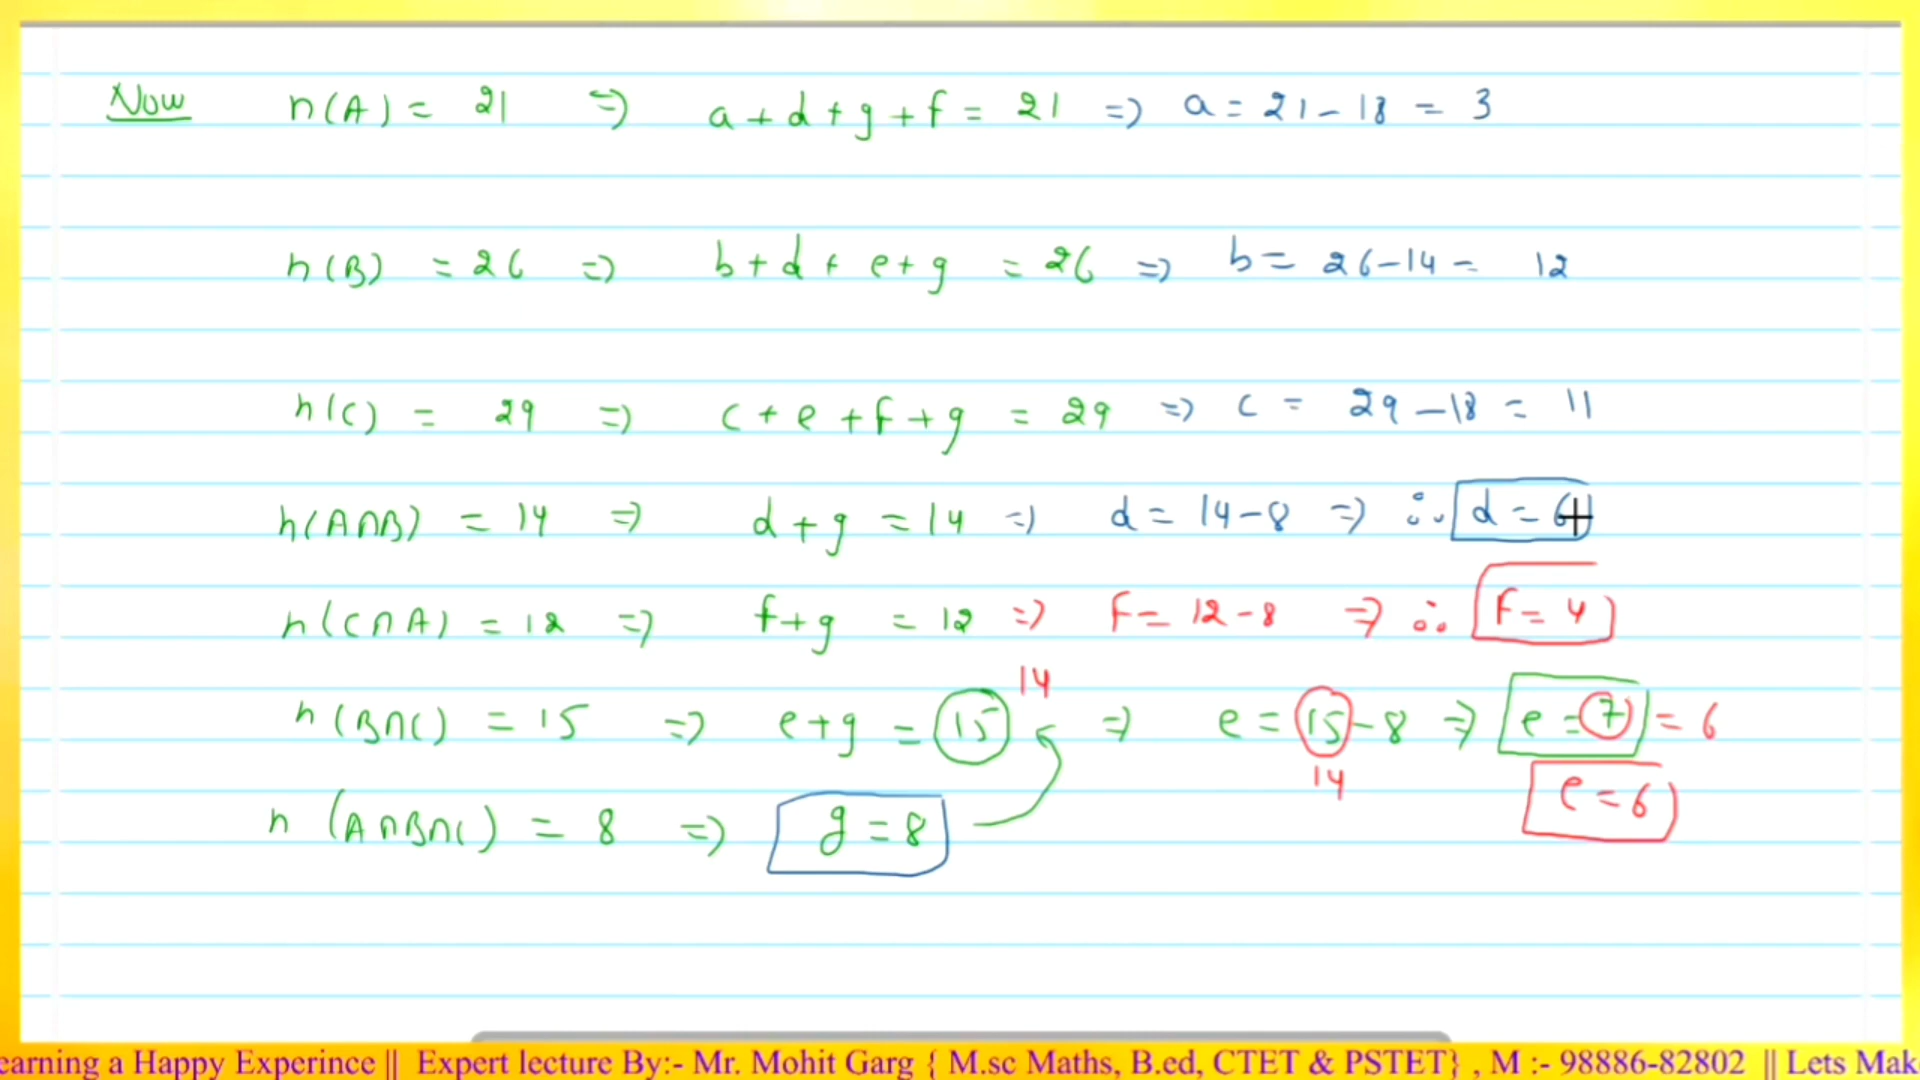 Now n(A) = 21 => a+d+g+f = 21 => a = 21-18 = 3
n(B) = 26 => b+d+e+g = 26 => b = 26-14 = 12
n(C) = 29 => c+e+f+g = 29 => c = 29-18 = 11
n(A∩B) = 14 => d+g = 14 => d = 14-8 => ∴ d = 6
n(C∩A) = 12 => f+g = 12 => F = 12-8 => ∴ F = 4
14
n(B∩C) = 15 => e+g = 15 => e = 15-8 => e = 7 = 6
14 e = 6
n(A∩B∩C) = 8 => g = 8
earning a Happy Experince || Expert lecture By:- Mr. Mohit Garg { M.sc Maths, B.ed, CTET & PSTET} , M :- 98886-82802 || Lets Mak